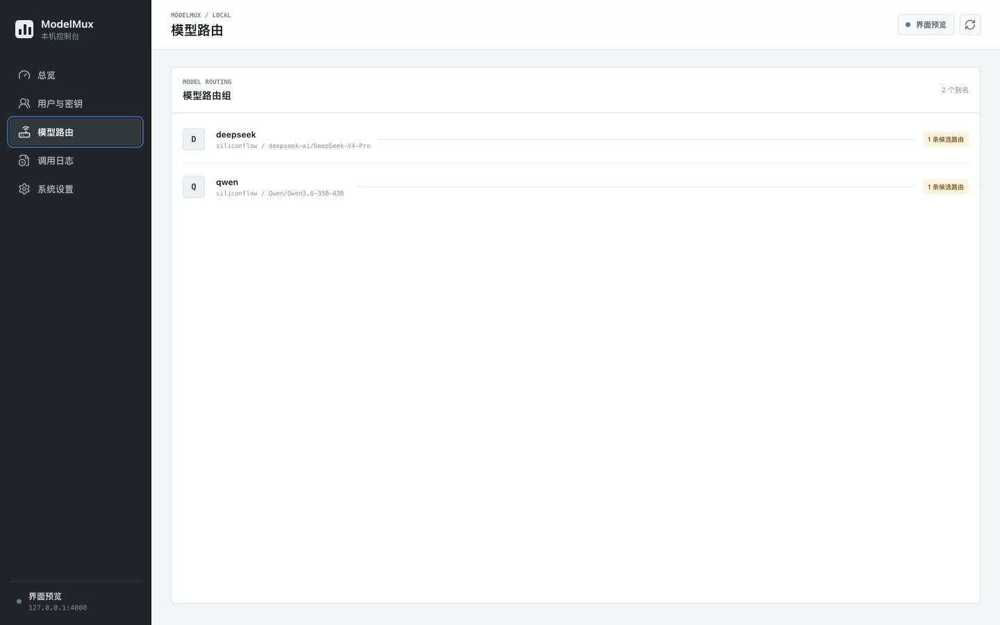 ModelMux
本机控制台
总览
用户与密钥
模型路由
调用日志
系统设置
界面预览
127.0.0.1:4000
MODELMUX / LOCAL
模型路由
界面预览
MODEL ROUTING
模型路由组
2 个别名
D
deepseek
siliconflow / deepseek-ai/DeepSeek-V4-Pro
1 条候选路由
Q
qwen
siliconflow / Qwen/Qwen3.6-35B-A3B
1 条候选路由